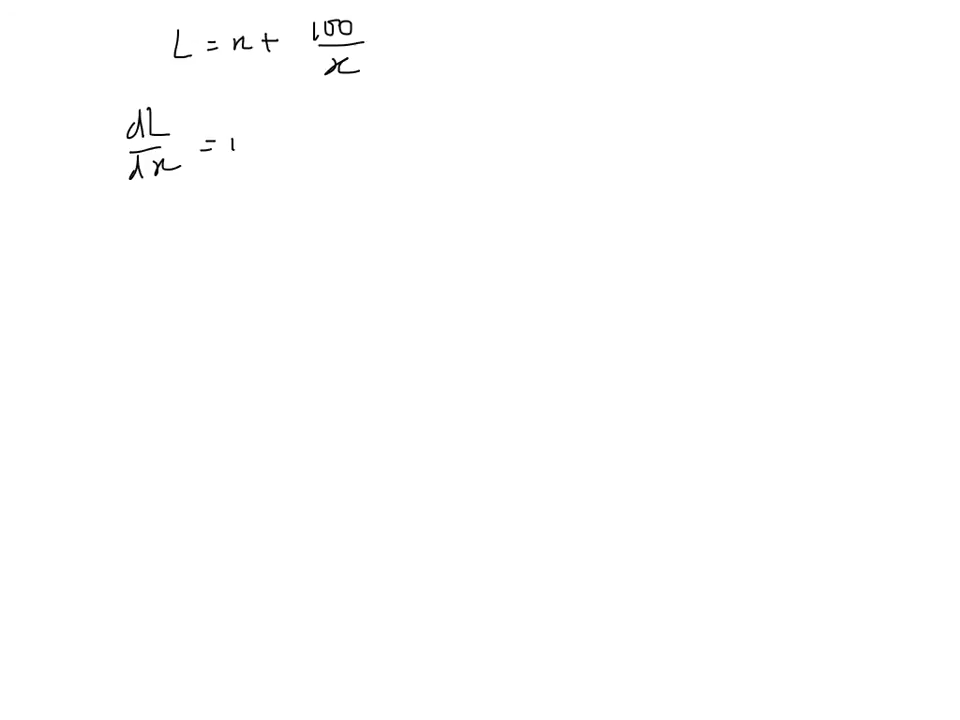 L = x + 100/x
dL/dx = 1